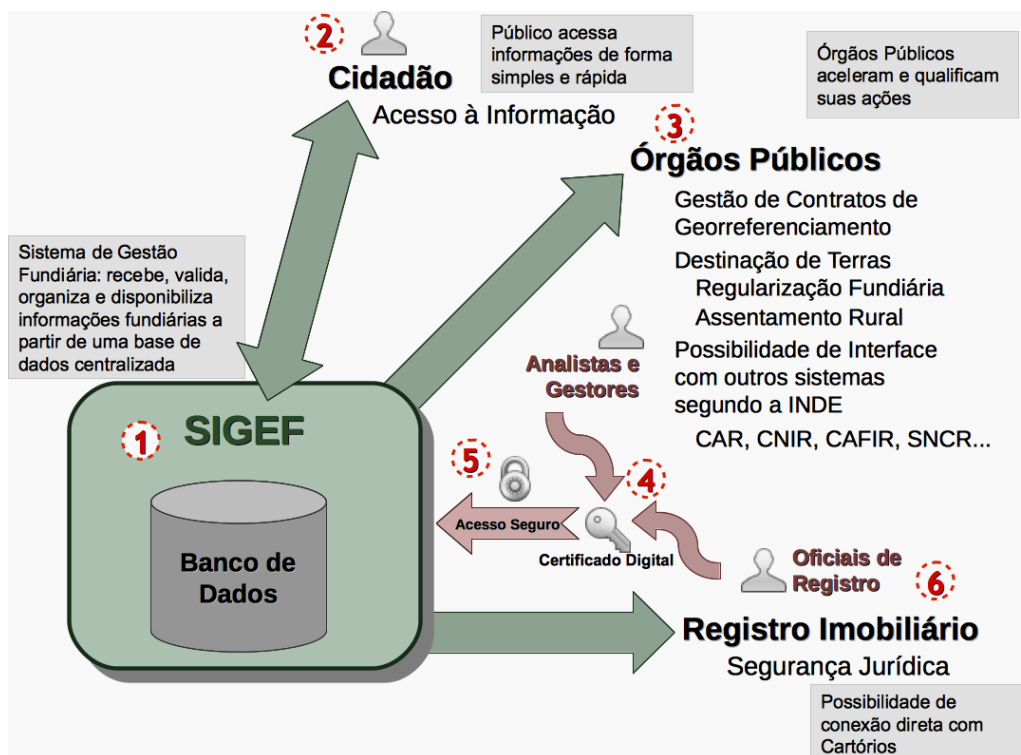 2
Cidadão
Acesso à Informação
Público acessa
informações de forma
simples e rápida
Órgãos Públicos
aceleram e qualificam
suas ações
3
Órgãos Públicos
Gestão de Contratos de
Georreferenciamento
Destinação de Terras
Regularização Fundiária
Assentamento Rural
Possibilidade de Interface
com outros sistemas
segundo a INDE
CAR, CNIR, CAFIR, SNCR...
Sistema de Gestão
Fundiária: recebe, valida,
organiza e disponibiliza
informações fundiárias a
partir de uma base de
dados centralizada
Analistas e
Gestores
1
SIGEF
Banco de
Dados
5
Acesso Seguro
4
Certificado Digital
Oficiais de
Registro
6
Registro Imobiliário
Segurança Jurídica
Possibilidade de
conexão direta com
Cartórios